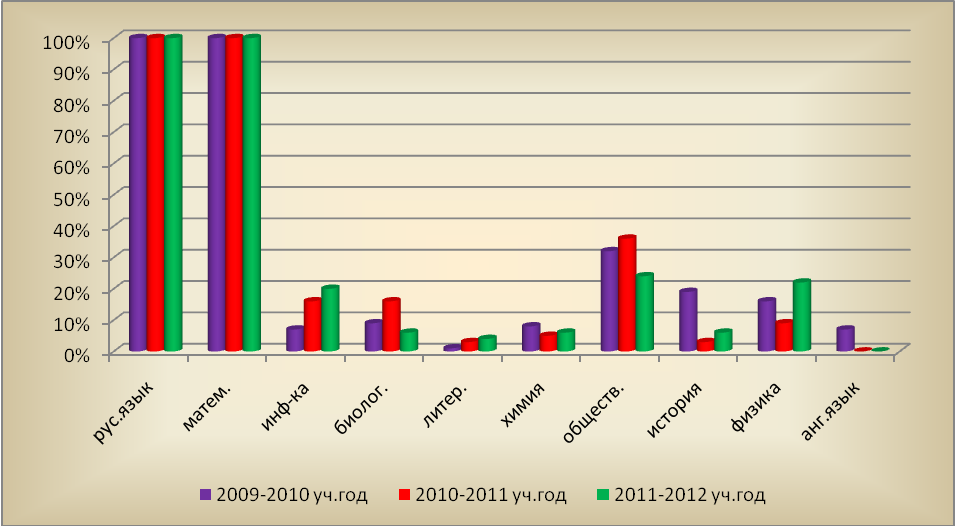 100%
90%
80%
70%
60%
50%
40%
30%
20%
10%
0%
рус.язык
матем.
инф-ка
биолог.
литер.
химия
обществ.
история
физика
анг.язык
2009-2010 уч.год 2010-2011 уч.год 2011-2012 уч.год